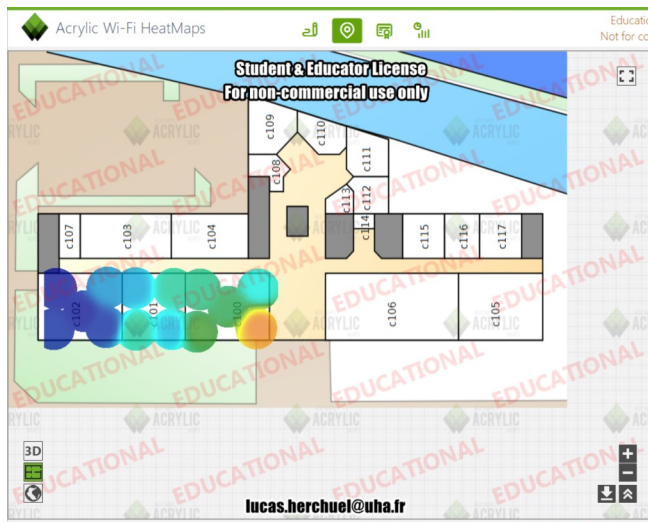 Acrylic Wi-Fi HeatMaps
Educatio
Not for co
Student & Educator License
For non-commercial use only
EDUCATIONAL
ACRYLIC
c109
c110
c111
c108
c113
c112
c114
c107
c103
c104
c115
c116
c117
c102
c101
c100
c106
c105
3D
lucas.herchuel@uha.fr